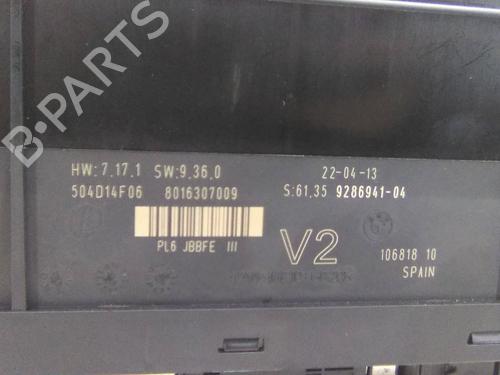 B-PARTS
HW:7.17.1 SW:9.36.0 22-04-13
504D14F06 8016307009 S:61.35 9286941-04
PL6 JBBFE III
V2
106818 10
SPAIN